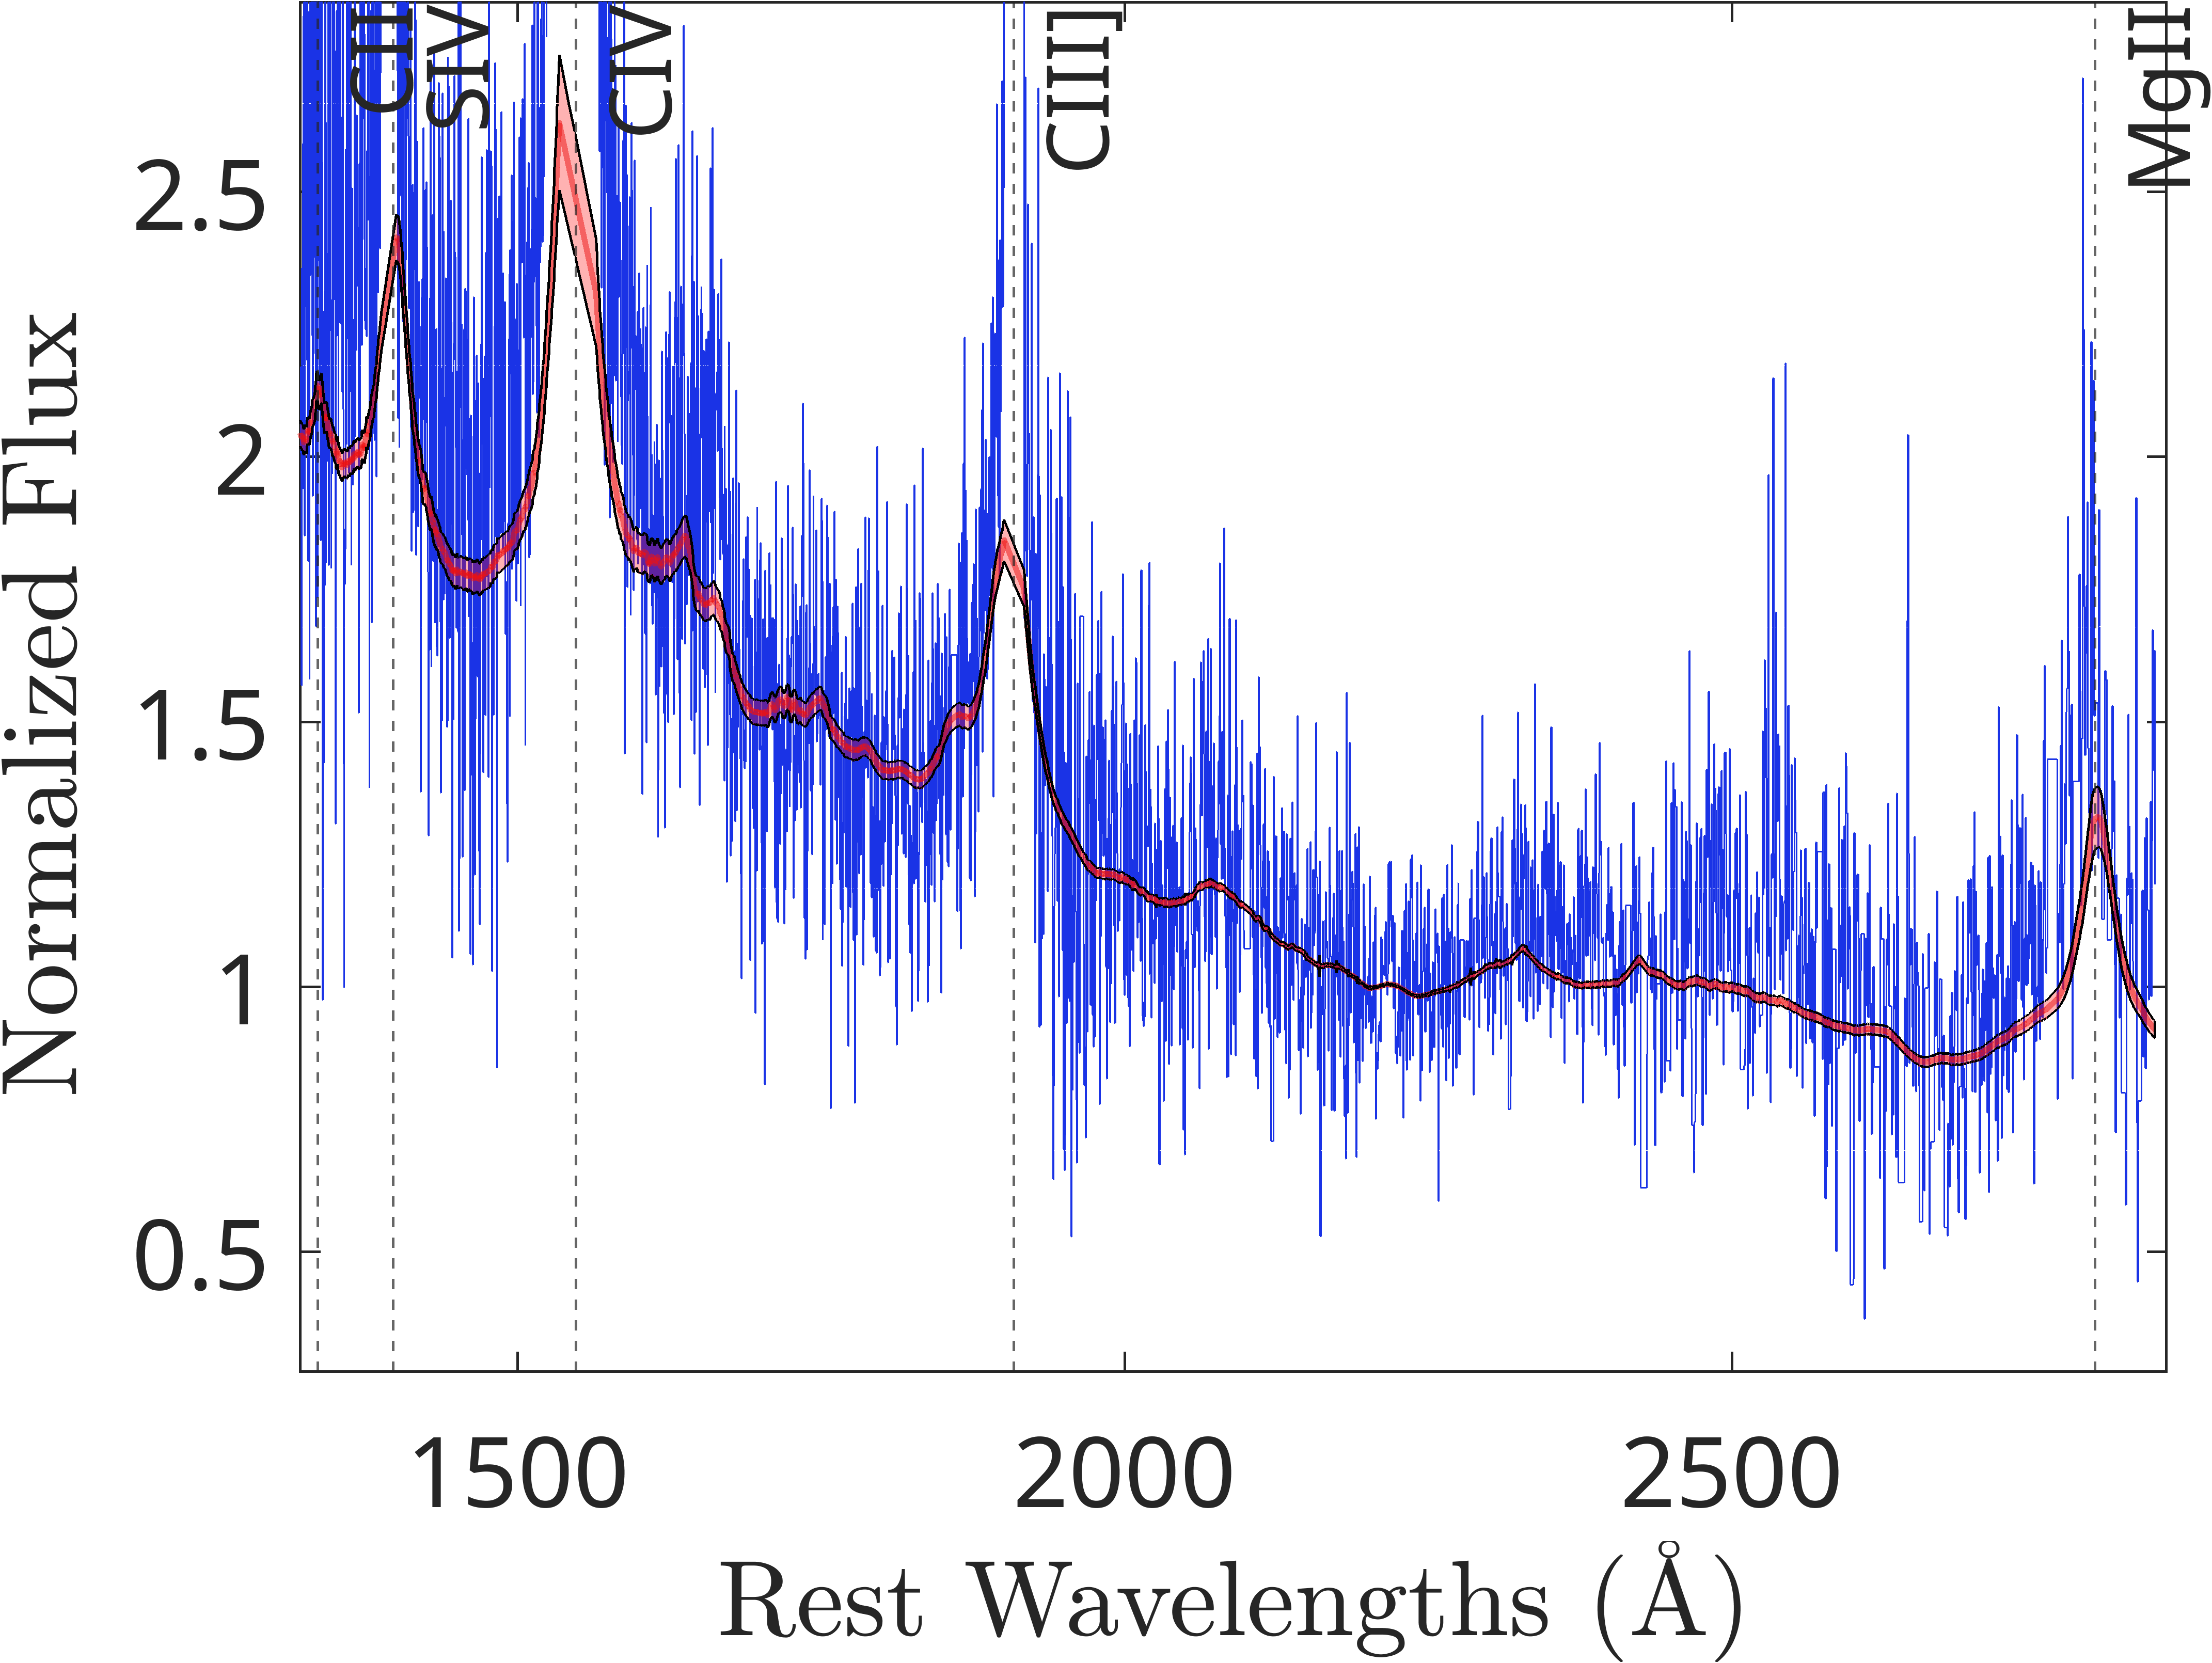 CII
SIV
CIV
CIII]
MgII
Normalized Flux
2.5
2
1.5
1
0.5
1500
2000
2500
Rest Wavelengths (Å)